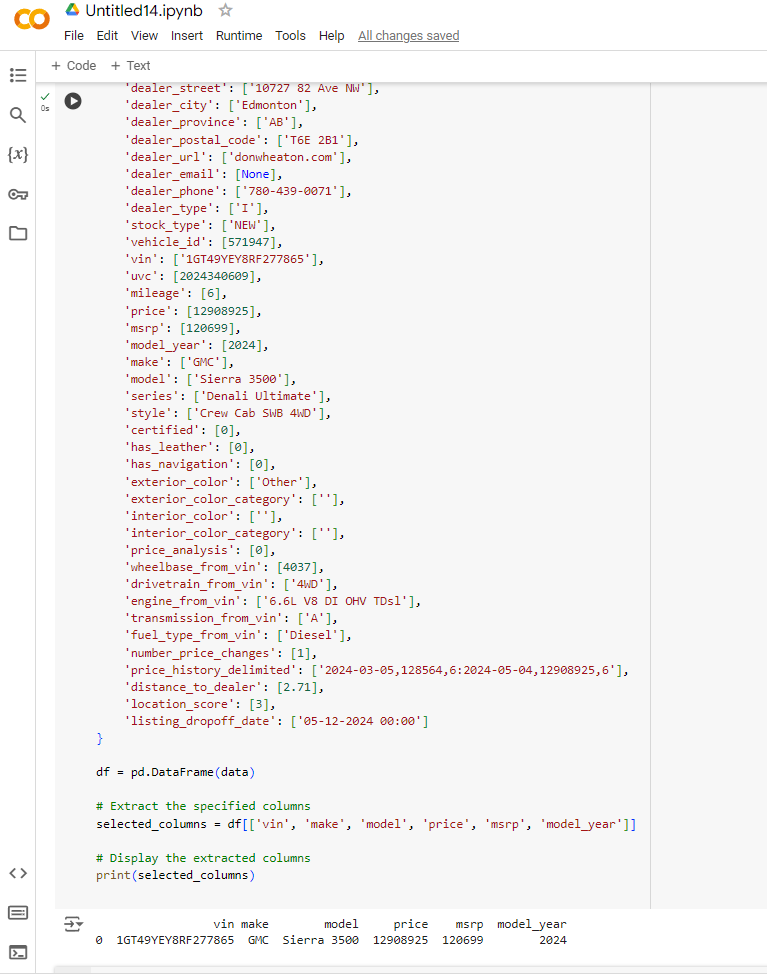 Untitled14.ipynb
File Edit View Insert Runtime Tools Help All changes saved
+ Code + Text
0s
{x}
'dealer_street': ['10727 82 Ave NW'],
'dealer_city': ['Edmonton'],
'dealer_province': ['AB'],
'dealer_postal_code': ['T6E 2B1'],
'dealer_url': ['donwheaton.com'],
'dealer_email': [None],
'dealer_phone': ['780-439-0071'],
'dealer_type': ['I'],
'stock_type': ['NEW'],
'vehicle_id': [571947],
'vin': ['1GT49YEY8RF277865'],
'uvc': [2024340609],
'mileage': [6],
'price': [12908925],
'msrp': [120699],
'model_year': [2024],
'make': ['GMC'],
'model': ['Sierra 3500'],
'series': ['Denali Ultimate'],
'style': ['Crew Cab SWB 4WD'],
'certified': [0],
'has_leather': [0],
'has_navigation': [0],
'exterior_color': ['Other'],
'exterior_color_category': [''],
'interior_color': [''],
'interior_color_category': [''],
'price_analysis': [0],
'wheelbase_from_vin': [4037],
'drivetrain_from_vin': ['4WD'],
'engine_from_vin': ['6.6L V8 DI OHV TDsl'],
'transmission_from_vin': ['A'],
'fuel_type_from_vin': ['Diesel'],
'number_price_changes': [1],
'price_history_delimited': ['2024-03-05,128564,6:2024-05-04,12908925,6'],
'distance_to_dealer': [2.71],
'location_score': [3],
'listing_dropoff_date': ['05-12-2024 00:00']
}
df = pd.DataFrame(data)
# Extract the specified columns
selected_columns = df[['vin', 'make', 'model', 'price', 'msrp', 'model_year']]
# Display the extracted columns
print(selected_columns)
vin make model price msrp model_year
0 1GT49YEY8RF277865 GMC Sierra 3500 12908925 120699 2024